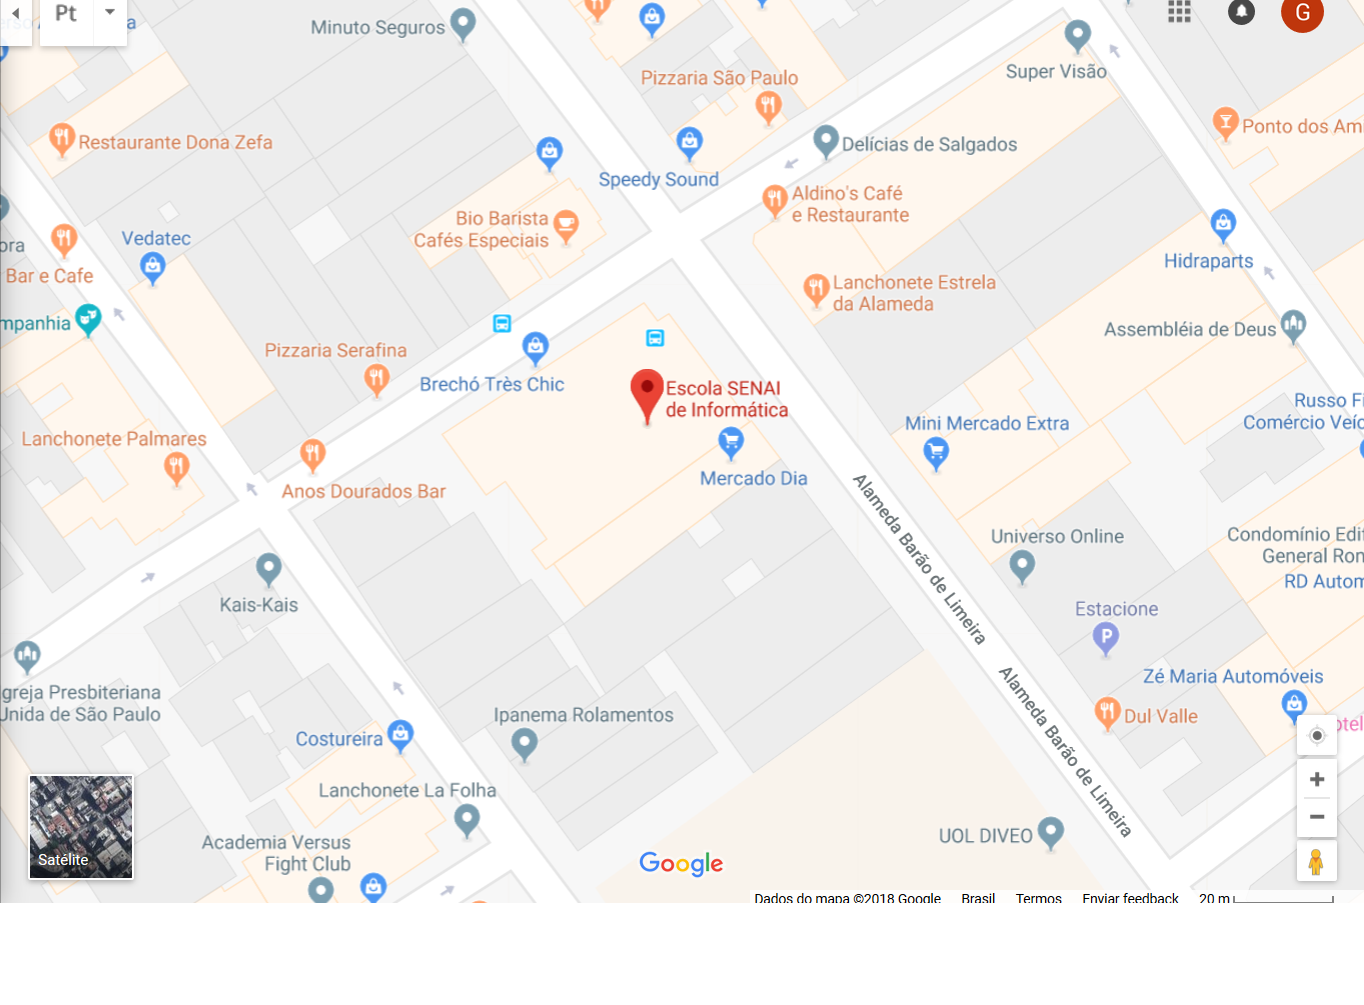 Pt
G
Minuto Seguros
Pizzaria São Paulo
Super Visão
Restaurante Dona Zefa
Delícias de Salgados
Ponto dos Am
Speedy Sound
Aldino's Café
e Restaurante
Bio Barista
Cafés Especiais
Vedatec
ora
Bar e Cafe
Hidraparts
Lanchonete Estrela
da Alameda
mpanhia
Assembléia de Deus
Pizzaria Serafina
Brechó Très Chic
Escola SENAI
de Informática
Russo Fi
Comércio Veíc
Mini Mercado Extra
Lanchonete Palmares
Mercado Dia
Anos Dourados Bar
Alameda Barão de Limeira
Universo Online
Condomínio Edif
General Ron
RD Autom
Kais-Kais
Estacione
P
Zé Maria Automóveis
greja Presbiteriana
Unida de São Paulo
Alameda Barão de Limeira
Dul Valle
otel
Ipanema Rolamentos
Costureira
Lanchonete La Folha
UOL DIVEO
Academia Versus
Fight Club
Satélite
Google
Dados do mapa ©2018 Google Brasil Termos Enviar feedback 20 m